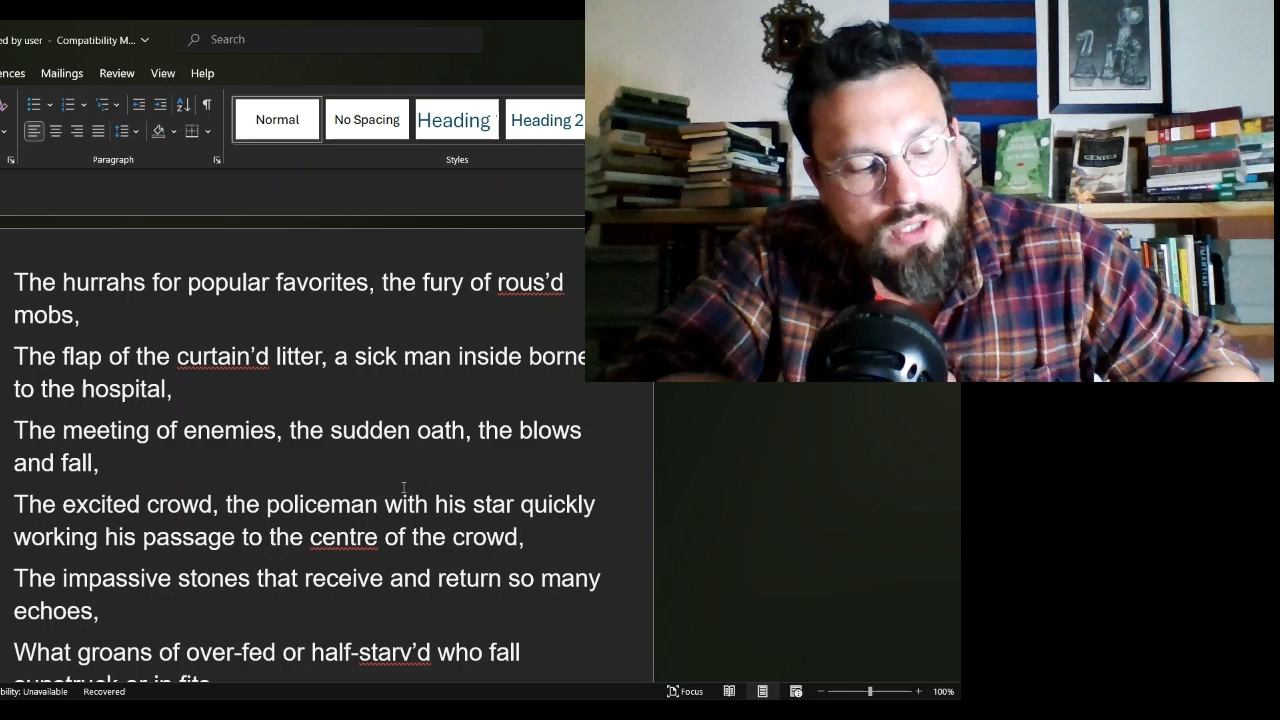 ed by user - Compatibility M...
Search
ences Mailings Review View Help
Normal
No Spacing
Heading
Heading 2
Paragraph
Styles
The hurrahs for popular favorites, the fury of rous’d
mobs,
The flap of the curtain’d litter, a sick man inside borne
to the hospital,
The meeting of enemies, the sudden oath, the blows
and fall,
The excited crowd, the policeman with his star quickly
working his passage to the centre of the crowd,
The impassive stones that receive and return so many
echoes,
What groans of over-fed or half-starv’d who fall
sunstruck or in fits
bility: Unavailable Recovered
Focus
100%
GENIUS